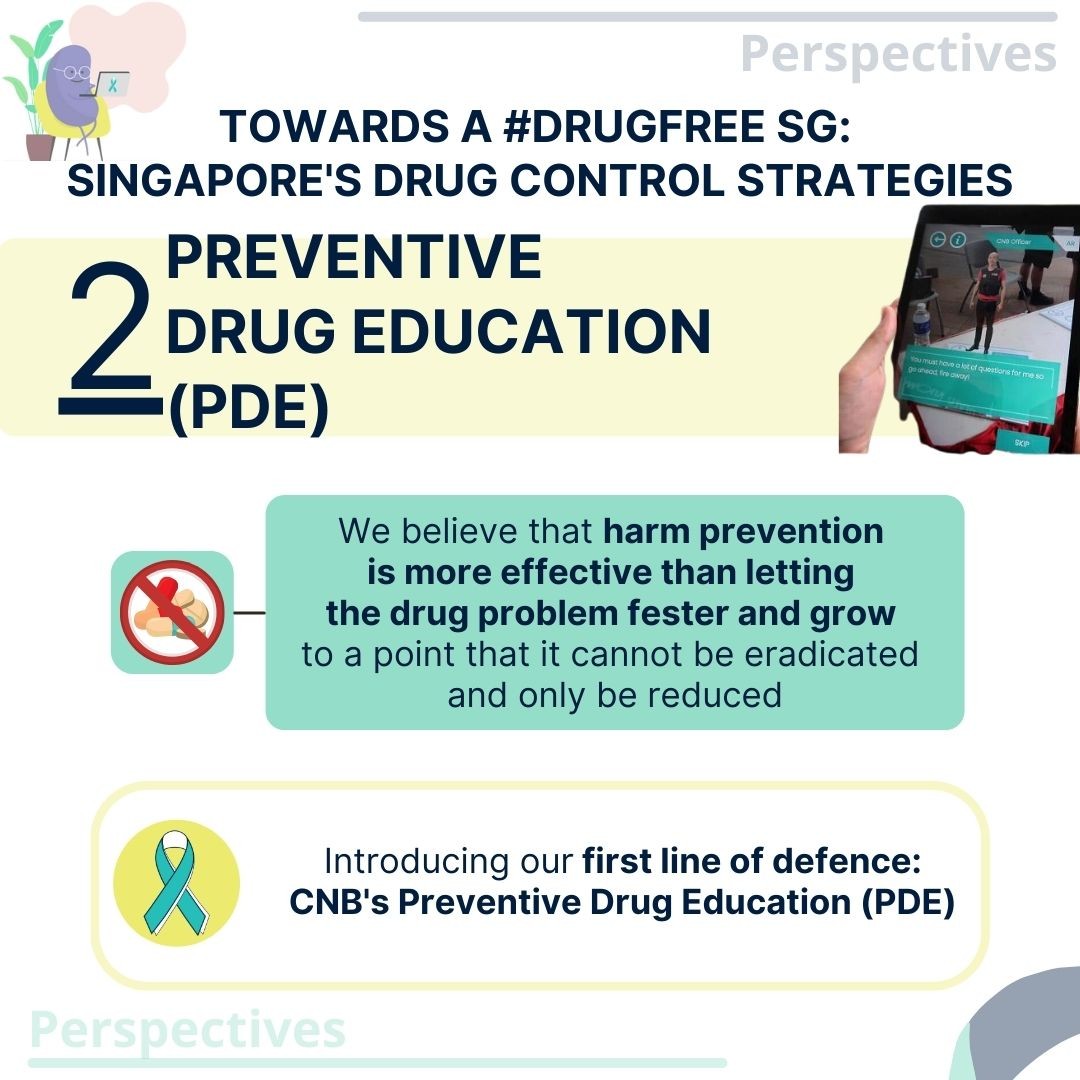 Perspectives
TOWARDS A #DRUGFREE SG:
SINGAPORE'S DRUG CONTROL STRATEGIES
2
PREVENTIVE
DRUG EDUCATION
(PDE)
CNB Officer
AR
You must have a lot of questions for me so
go ahead, fire away!
SKIP
We believe that harm prevention
is more effective than letting
the drug problem fester and grow
to a point that it cannot be eradicated
and only be reduced
Introducing our first line of defence:
CNB's Preventive Drug Education (PDE)
Perspectives